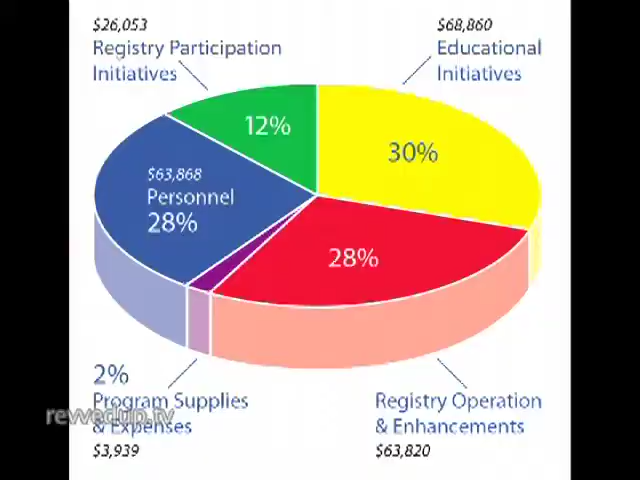 $26,053
Registry Participation
Initiatives
$68,860
Educational
Initiatives
12%
30%
$63,868
Personnel
28%
28%
2%
Program Supplies
& Expenses
$3,939
Registry Operation
& Enhancements
$63,820
revvedup.tv